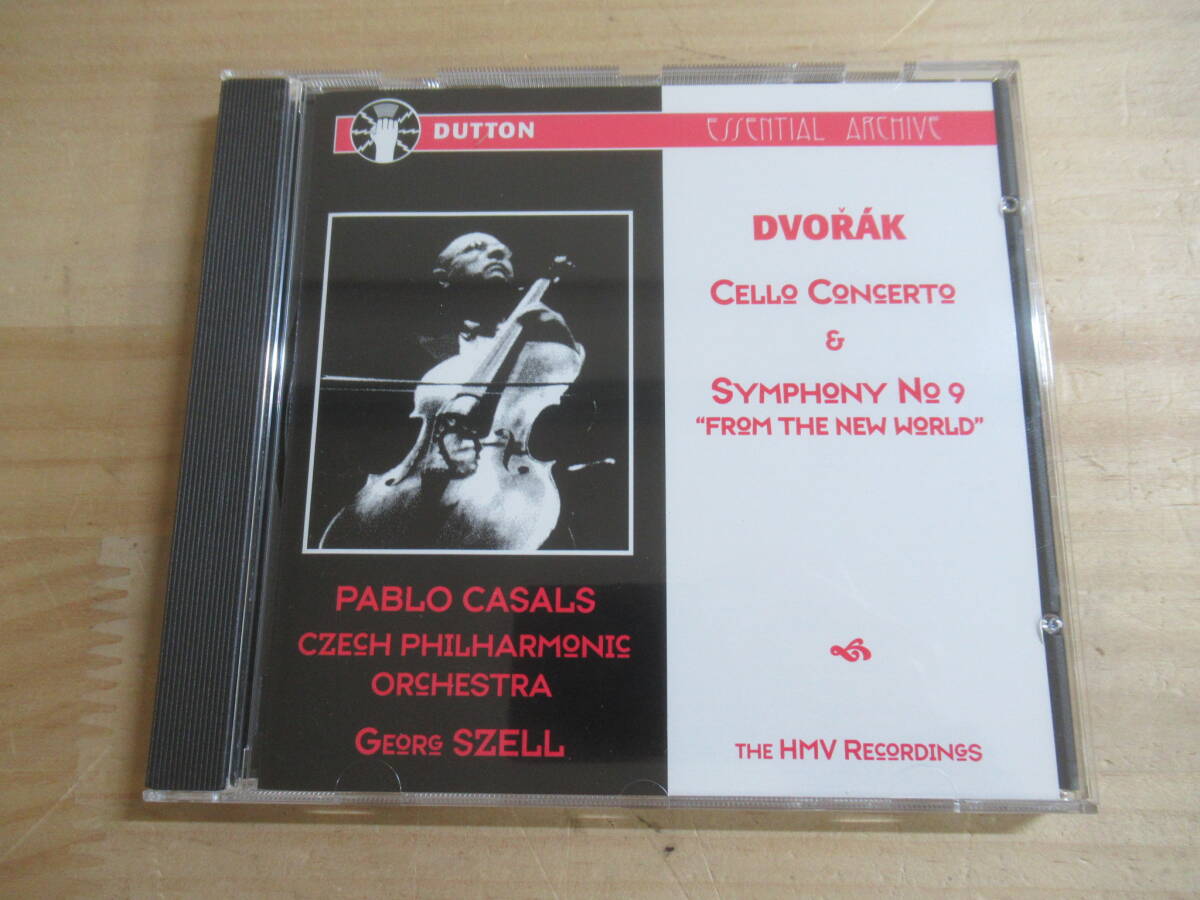 DUTTON
ESSENTIAL ARCHIVE
DVOŘÁK
CELLO CONCERTO
&
SYMPHONY NO 9
"FROM THE NEW WORLD"
PABLO CASALS
CZECH PHILHARMONIC
ORCHESTRA
GEORG SZELL
THE HMV RECORDINGS